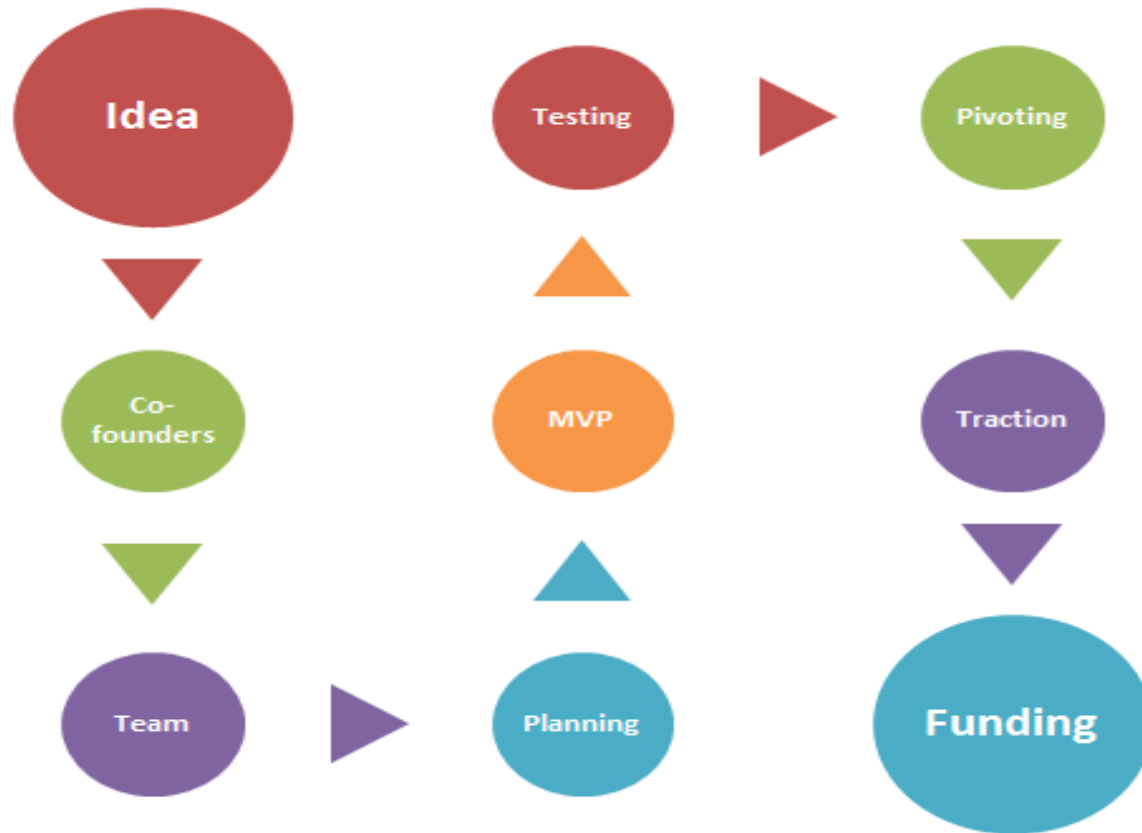 Idea
Co-
founders
Team
Planning
MVP
Testing
Pivoting
Traction
Funding